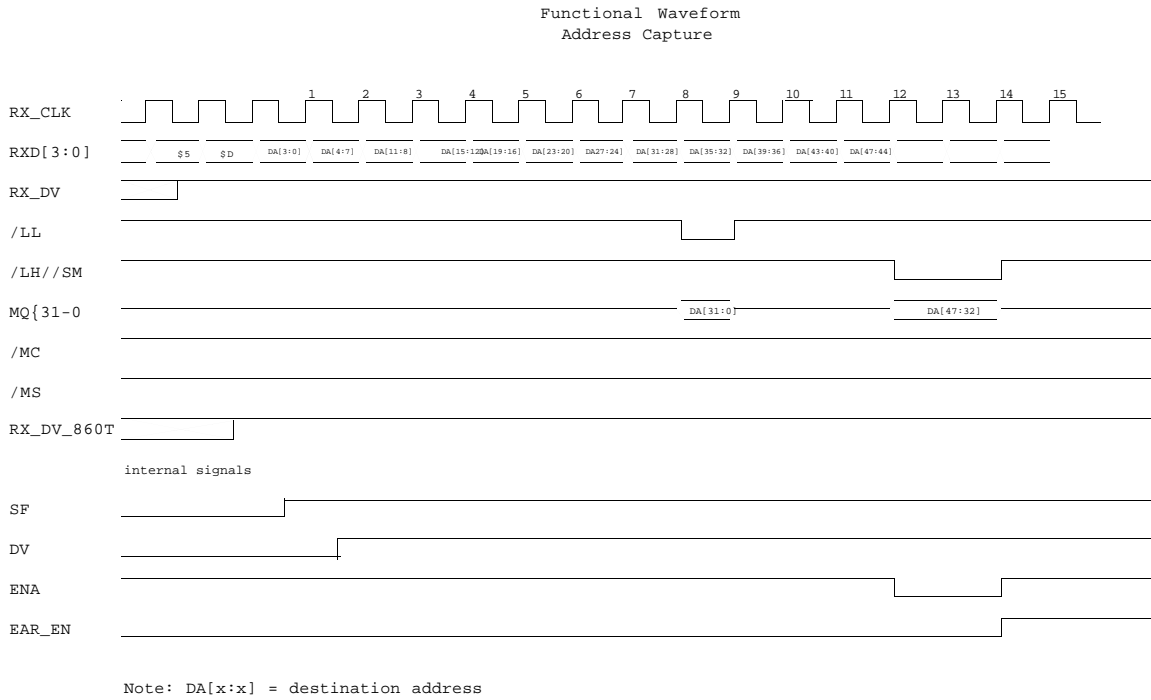 Functional Waveform
Address Capture
1 2 3 4 5 6 7 8 9 10 11 12 13 14 15
RX_CLK
RXD[3:0] $5 $D DA[3:0] DA[4:7] DA[11:8] DA[15:12] DA[19:16] DA[23:20] DA27:24] DA[31:28] DA[35:32] DA[39:36] DA[43:40] DA[47:44]
RX_DV
/LL
/LH//SM
MQ{31-0 DA[31:0] DA[47:32]
/MC
/MS
RX_DV_860T
internal signals
SF
DV
ENA
EAR_EN
Note: DA[x:x] = destination address